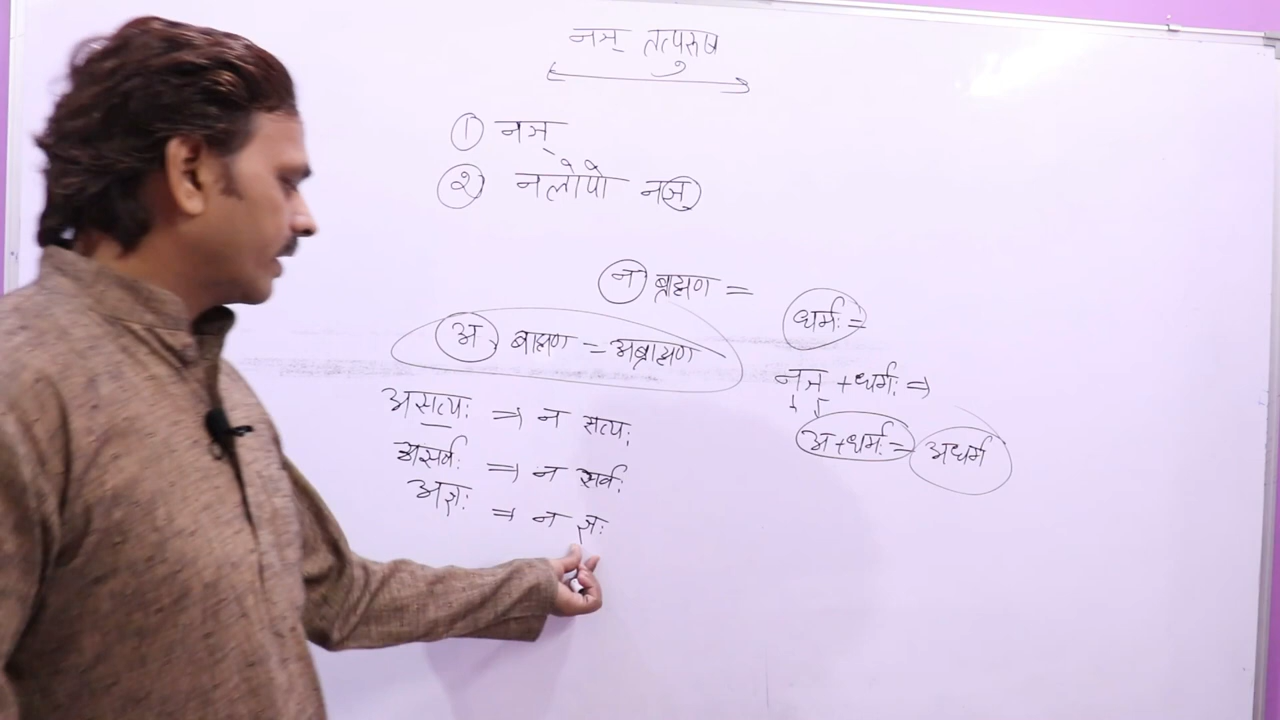 नञ् तत्पुरुष
① नञ्
② नलोपो नञ्
न ब्राह्मण =
अ ब्राह्मण = अब्राह्मण
असत्यः ⇒ न सत्यः
असर्वः ⇒ न सर्वः
अज्ञः ⇒ न ज्ञः
धर्मः =
नञ् + धर्मः ⇒
अ + धर्मः = अधर्म